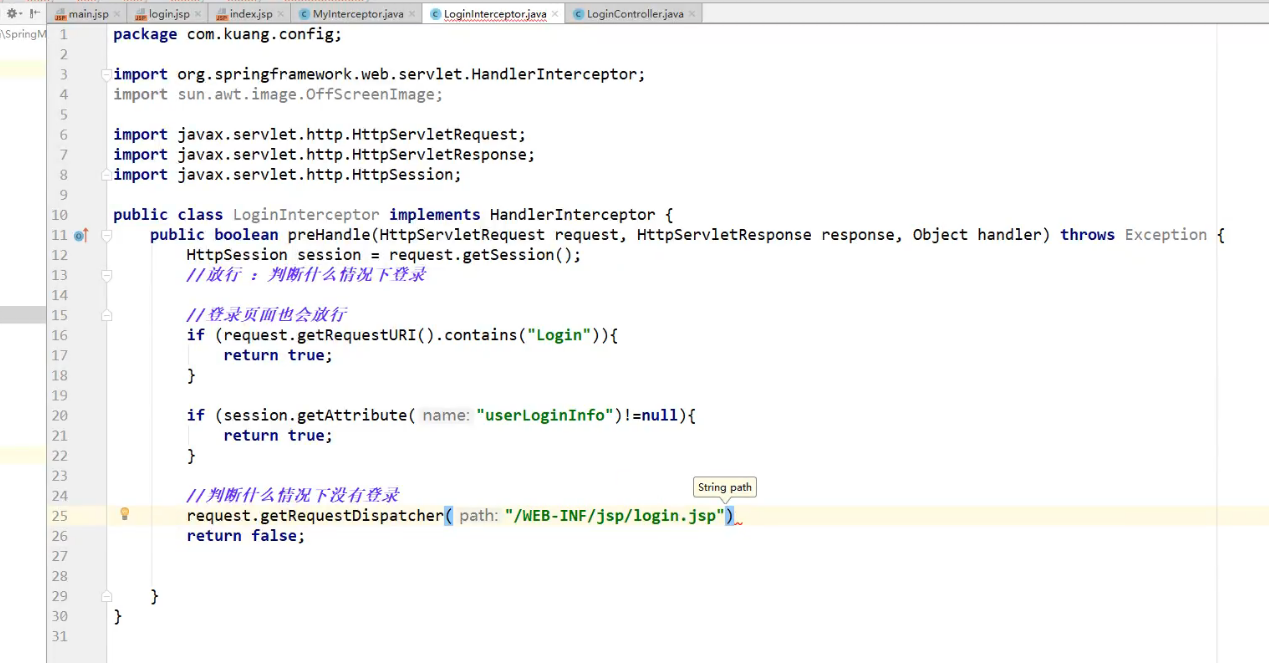 main.jsp login.jsp index.jsp MyInterceptor.java LoginInterceptor.java LoginController.java
\SpringM
1 package com.kuang.config;
2
3 import org.springframework.web.servlet.HandlerInterceptor;
4 import sun.awt.image.OffScreenImage;
5
6 import javax.servlet.http.HttpServletRequest;
7 import javax.servlet.http.HttpServletResponse;
8 import javax.servlet.http.HttpSession;
9
10 public class LoginInterceptor implements HandlerInterceptor {
11 public boolean preHandle(HttpServletRequest request, HttpServletResponse response, Object handler) throws Exception {
12 HttpSession session = request.getSession();
13 //放行 ：判断什么情况下登录
14
15 //登录页面也会放行
16 if (request.getRequestURI().contains("Login")){
17 return true;
18 }
19
20 if (session.getAttribute( name: "userLoginInfo")!=null){
21 return true;
22 }
23
24 //判断什么情况下没有登录
String path
25 request.getRequestDispatcher( path: "/WEB-INF/jsp/login.jsp")
26 return false;
27
28
29 }
30 }
31